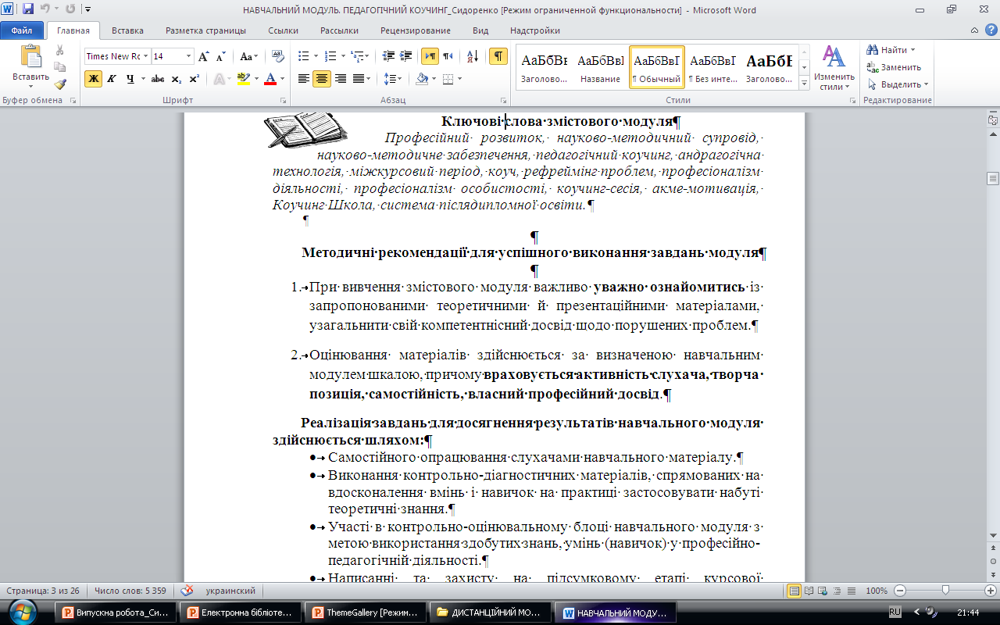 НАВЧАЛЬНИЙ МОДУЛЬ. ПЕДАГОГІЧНИЙ КОУЧИНГ_Сидоренко [Режим ограниченной функциональности] - Microsoft Word
Файл Главная Вставка Разметка страницы Ссылки Рассылки Рецензирование Вид Надстройки
Times New Ro 14 Aa АаБбВв АаБбВвІ АаБбВвГ АаБбВвГ АаБбЕ Найти
Вставить Заменить
Ж К Ч abc x₂ x² Заголово... Название ¶ Обычный ¶ Без инте... Заголово... Изменить стили Выделить
Буфер обмена Шрифт Абзац Стили Редактирование
Ключові слова змістового модуля¶
Професійний розвиток, науково-методичний супровід,
науково-методичне забезпечення, педагогічний коучинг, андрагогічна
технологія, міжкурсовий період, коуч, рефреймінг проблем, професіоналізм
діяльності, професіоналізм особистості, коучинг-сесія, акме-мотивація,
Коучинг Школа, система післядипломної освіти.¶
¶
¶
Методичні рекомендації для успішного виконання завдань модуля¶
¶
1. При вивчення змістового модуля важливо уважно ознайомитись із
запропонованими теоретичними й презентаційними матеріалами,
узагальнити свій компетентнісний досвід щодо порушених проблем.¶
2. Оцінювання матеріалів здійснюється за визначеною навчальним
модулем шкалою, причому враховується активність слухача, творча
позиція, самостійність, власний професійний досвід.¶
Реалізація завдань для досягнення результатів навчального модуля
здійснюється шляхом:¶
• Самостійного опрацювання слухачами навчального матеріалу.¶
• Виконання контрольно-діагностичних матеріалів, спрямованих на
вдосконалення вмінь і навичок на практиці застосовувати набуті
теоретичні знання.¶
• Участі в контрольно-оцінювальному блоці навчального модуля з
метою використання здобутих знань, умінь (навичок) у професійно-
педагогічній діяльності.¶
• Написанні та захисту на підсумковому етапі курсової
Страница: 3 из 26 Число слов: 5 359 украинский 100%
Випускна робота_Си... Електронна бібліоте... ThemeGallery [Режим... ДИСТАНЦІЙНИЙ МО... НАВЧАЛЬНИЙ МОДУ... RU 21:44